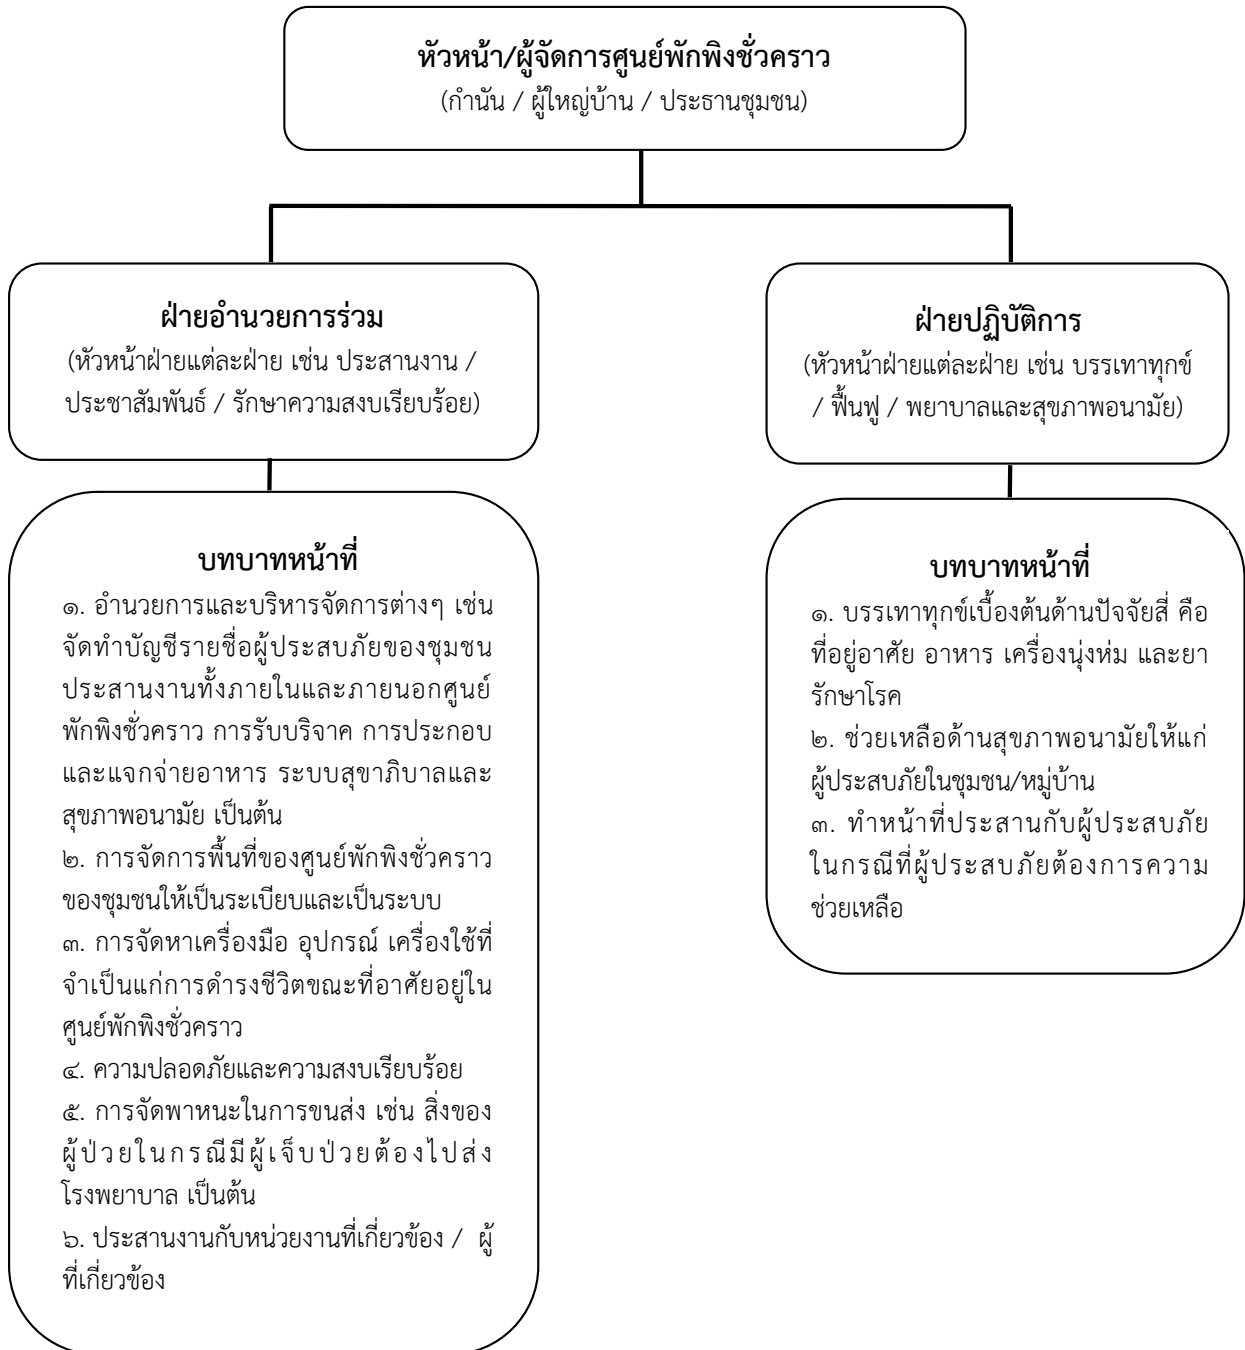 หัวหน้า/ผู้จัดการศูนย์พักพิงชั่วคราว
(กำนัน / ผู้ใหญ่บ้าน / ประธานชุมชน)
ฝ่ายอำนวยการร่วม
(หัวหน้าฝ่ายแต่ละฝ่าย เช่น ประสานงาน /
ประชาสัมพันธ์ / รักษาความสงบเรียบร้อย)
บทบาทหน้าที่
๑. อำนวยการและบริหารจัดการต่างๆ เช่น
จัดทำบัญชีรายชื่อผู้ประสบภัยของชุมชน
ประสานงานทั้งภายในและภายนอกศูนย์
พักพิงชั่วคราว การรับบริจาค การประกอบ
และแจกจ่ายอาหาร ระบบสุขาภิบาลและ
สุขภาพอนามัย เป็นต้น
๒. การจัดการพื้นที่ของศูนย์พักพิงชั่วคราว
ของชุมชนให้เป็นระเบียบและเป็นระบบ
๓. การจัดหาเครื่องมือ อุปกรณ์ เครื่องใช้ที่
จำเป็นแก่การดำรงชีวิตขณะที่อาศัยอยู่ใน
ศูนย์พักพิงชั่วคราว
๔. ความปลอดภัยและความสงบเรียบร้อย
๕. การจัดพาหนะในการขนส่ง เช่น สิ่งของ
ผู้ป่วยในกรณีมีผู้เจ็บป่วยต้องไปส่ง
โรงพยาบาล เป็นต้น
๖. ประสานงานกับหน่วยงานที่เกี่ยวข้อง / ผู้
ที่เกี่ยวข้อง
ฝ่ายปฏิบัติการ
(หัวหน้าฝ่ายแต่ละฝ่าย เช่น บรรเทาทุกข์
/ ฟื้นฟู / พยาบาลและสุขภาพอนามัย)
บทบาทหน้าที่
๑. บรรเทาทุกข์เบื้องต้นด้านปัจจัยสี่ คือ
ที่อยู่อาศัย อาหาร เครื่องนุ่งห่ม และยา
รักษาโรค
๒. ช่วยเหลือด้านสุขภาพอนามัยให้แก่
ผู้ประสบภัยในชุมชน/หมู่บ้าน
๓. ทำหน้าที่ประสานกับผู้ประสบภัย
ในกรณีที่ผู้ประสบภัยต้องการความ
ช่วยเหลือ